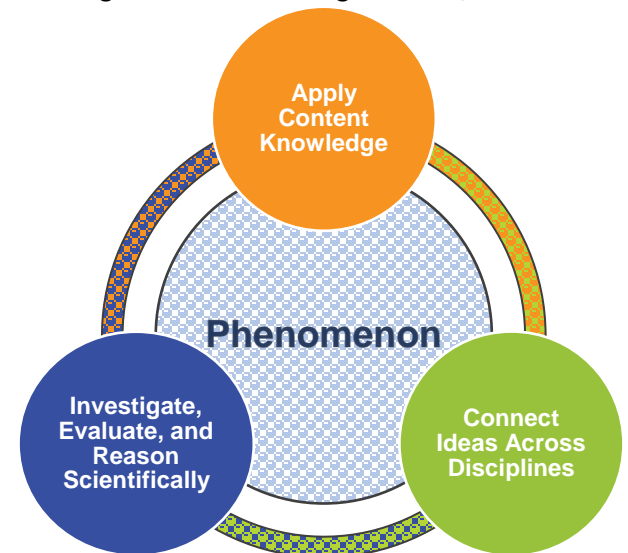 Apply
Content
Knowledge
Phenomenon
Investigate,
Evaluate, and
Reason
Scientifically
Connect
Ideas Across
Disciplines